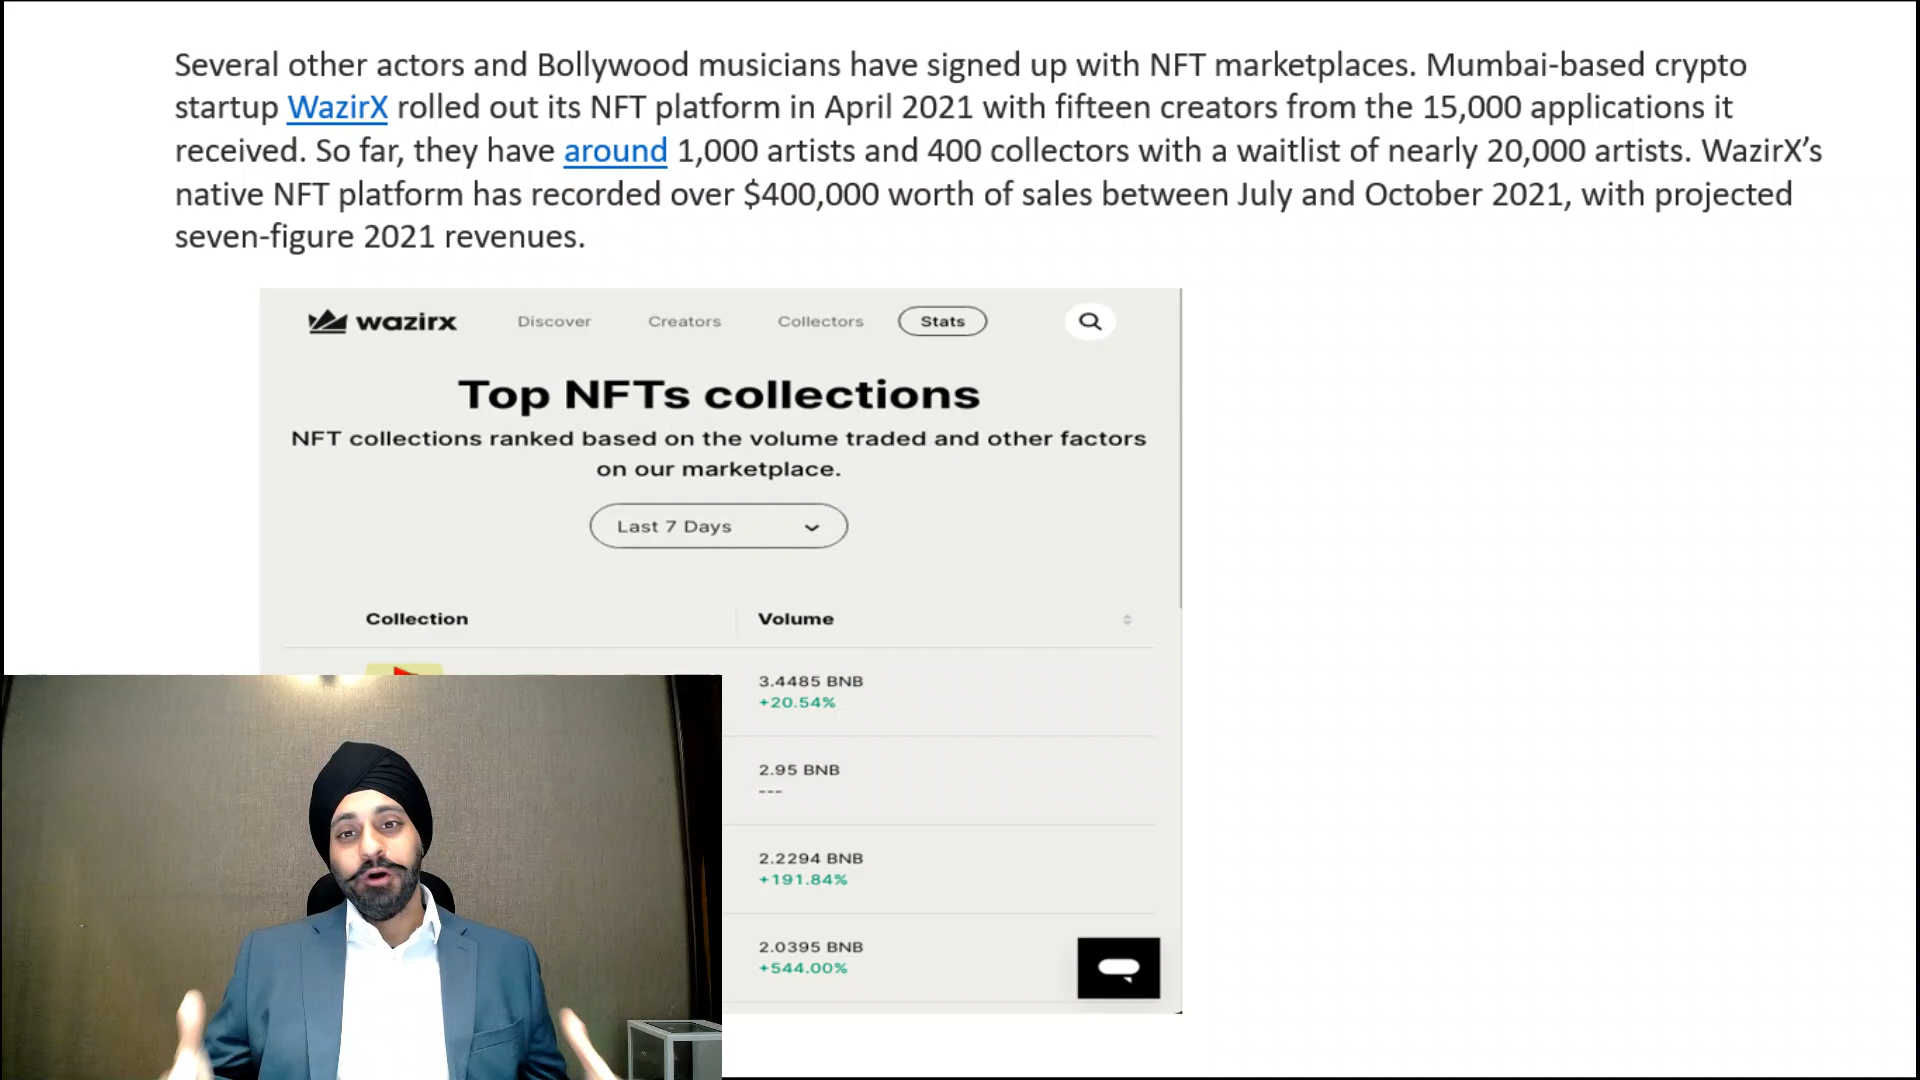 Several other actors and Bollywood musicians have signed up with NFT marketplaces. Mumbai-based crypto
startup WazirX rolled out its NFT platform in April 2021 with fifteen creators from the 15,000 applications it
received. So far, they have around 1,000 artists and 400 collectors with a waitlist of nearly 20,000 artists. WazirX’s
native NFT platform has recorded over $400,000 worth of sales between July and October 2021, with projected
seven-figure 2021 revenues.
wazirx Discover Creators Collectors Stats
Top NFTs collections
NFT collections ranked based on the volume traded and other factors
on our marketplace.
Last 7 Days
Collection Volume
3.4485 BNB
+20.54%
2.95 BNB
---
2.2294 BNB
+191.84%
2.0395 BNB
+544.00%